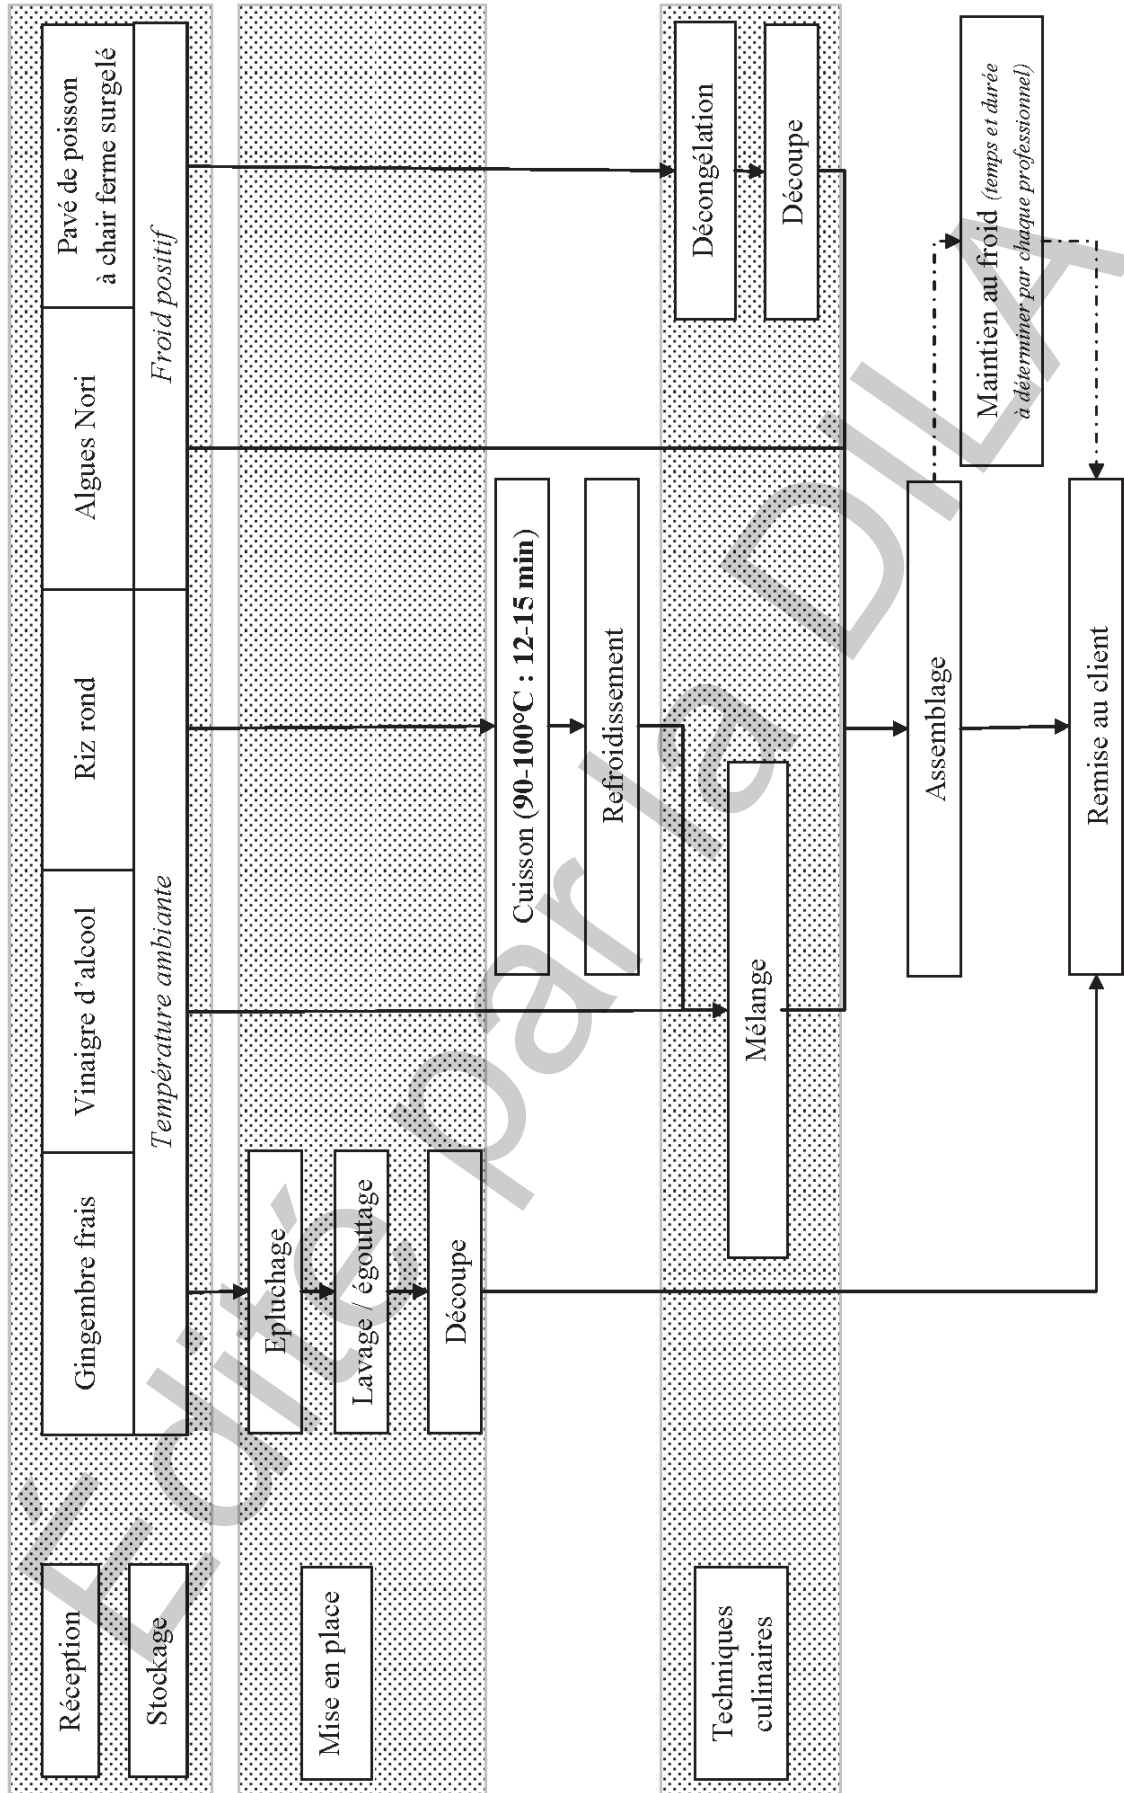 Réception
Gingembre frais
Vinaigre d’alcool
Riz rond
Algues Nori
Pavé de poisson
à chair ferme surgelé
Stockage
Température ambiante
Froid positif
Mise en place
Epluchage
Lavage / égouttage
Découpe
Cuisson (90-100°C : 12-15 min)
Refroidissement
Techniques
culinaires
Décongélation
Mélange
Découpe
Assemblage
Maintien au froid (temps et durée
à déterminer par chaque professionnel)
Remise au client
Édité par la DILA